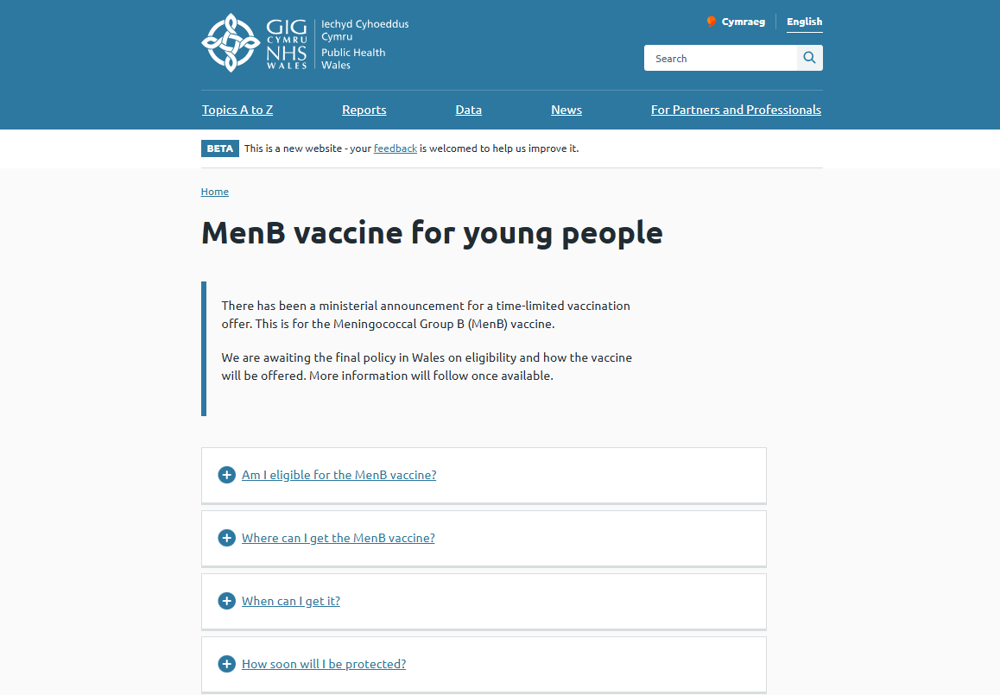 GIG
CYMRU
NHS
WALES
Iechyd Cyhoeddus
Cymru
Public Health
Wales
Cymraeg
English
Search
Topics A to Z
Reports
Data
News
For Partners and Professionals
BETA This is a new website - your feedback is welcomed to help us improve it.
Home
MenB vaccine for young people
There has been a ministerial announcement for a time-limited vaccination
offer. This is for the Meningococcal Group B (MenB) vaccine.
We are awaiting the final policy in Wales on eligibility and how the vaccine
will be offered. More information will follow once available.
Am I eligible for the MenB vaccine?
Where can I get the MenB vaccine?
When can I get it?
How soon will I be protected?